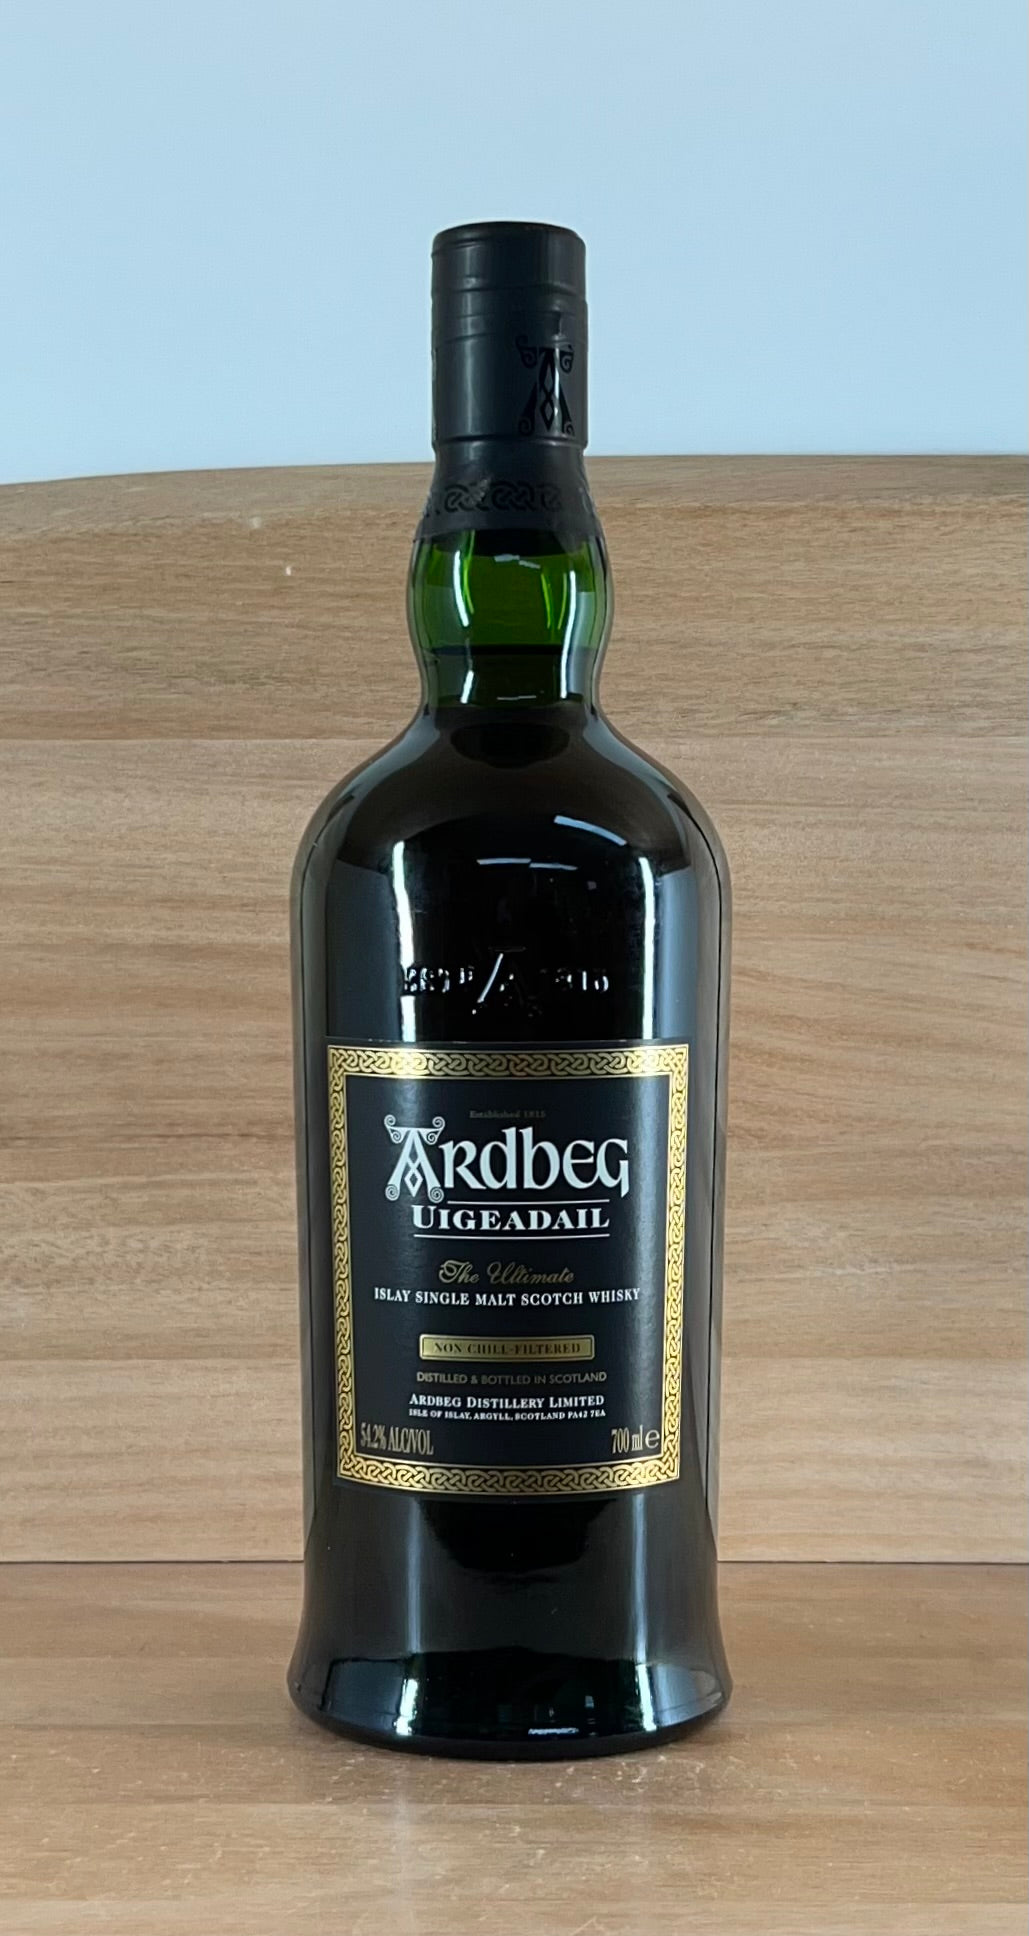 Established 1815
ARDBEG
UIGEADAIL
The Ultimate
ISLAY SINGLE MALT SCOTCH WHISKY
NON CHILL-FILTERED
DISTILLED & BOTTLED IN SCOTLAND
ARDBEG DISTILLERY LIMITED
ISLE OF ISLAY, ARGYLL, SCOTLAND PA42 7EA
54.2% ALC/VOL 700 ml ℮